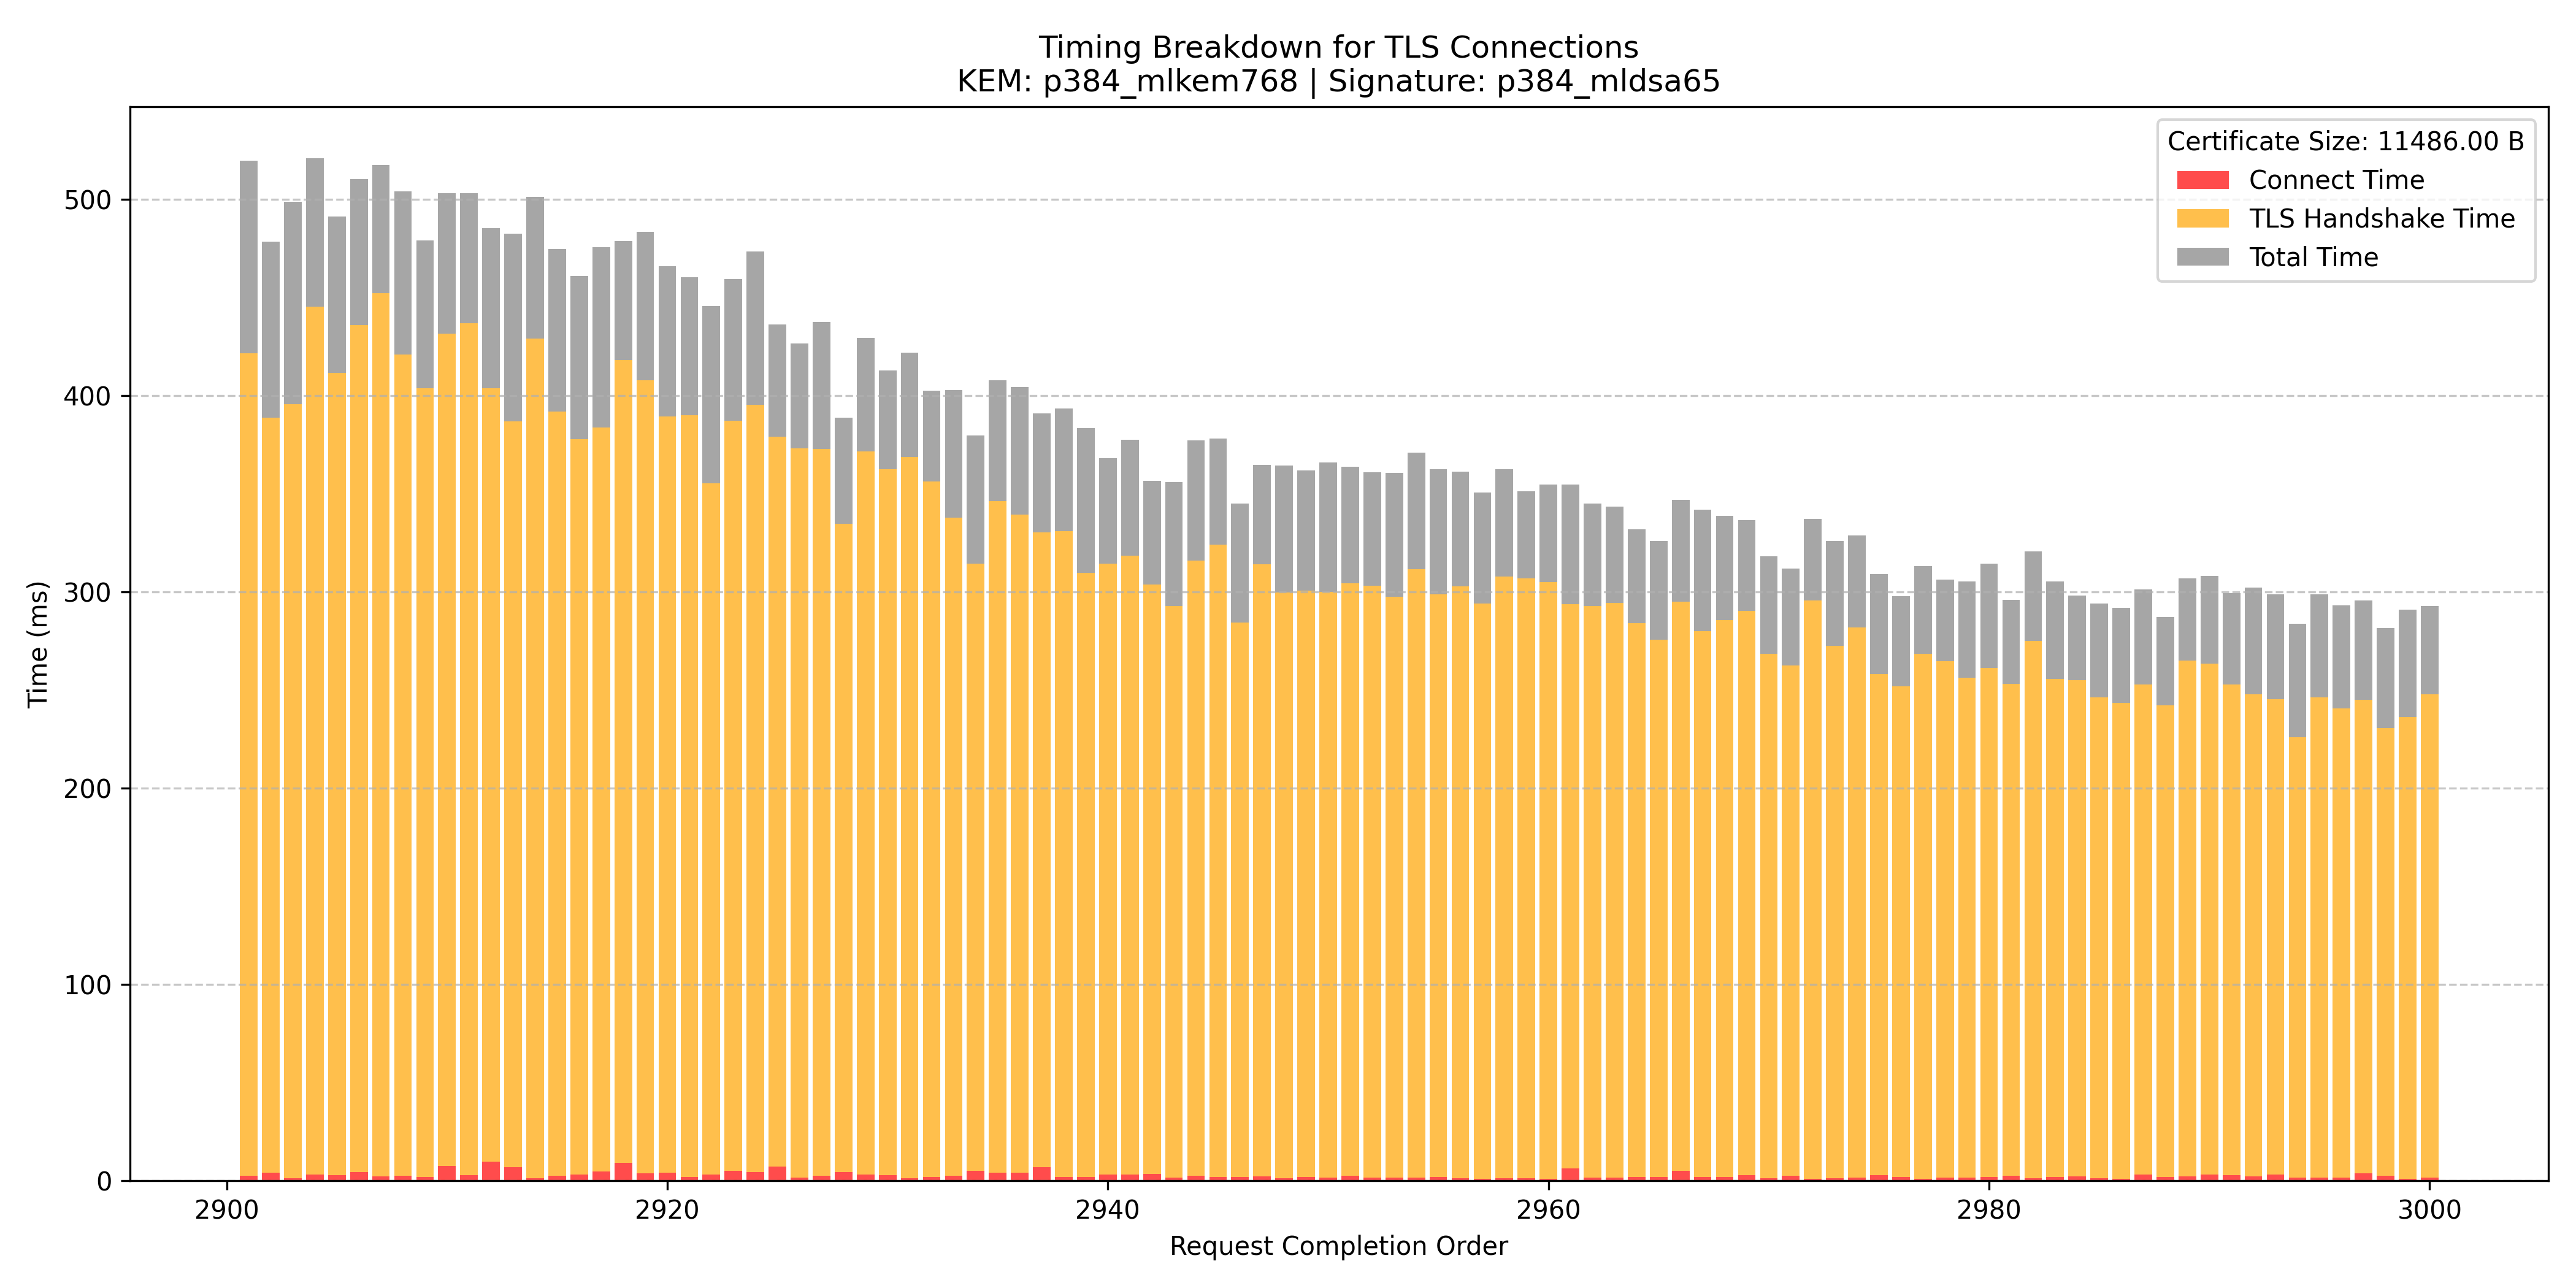 Timing Breakdown for TLS Connections
KEM: p384_mlkem768 | Signature: p384_mldsa65
Certificate Size: 11486.00 B
Connect Time
TLS Handshake Time
Total Time
Time (ms)
500
400
300
200
100
0
2900 2920 2940 2960 2980 3000
Request Completion Order